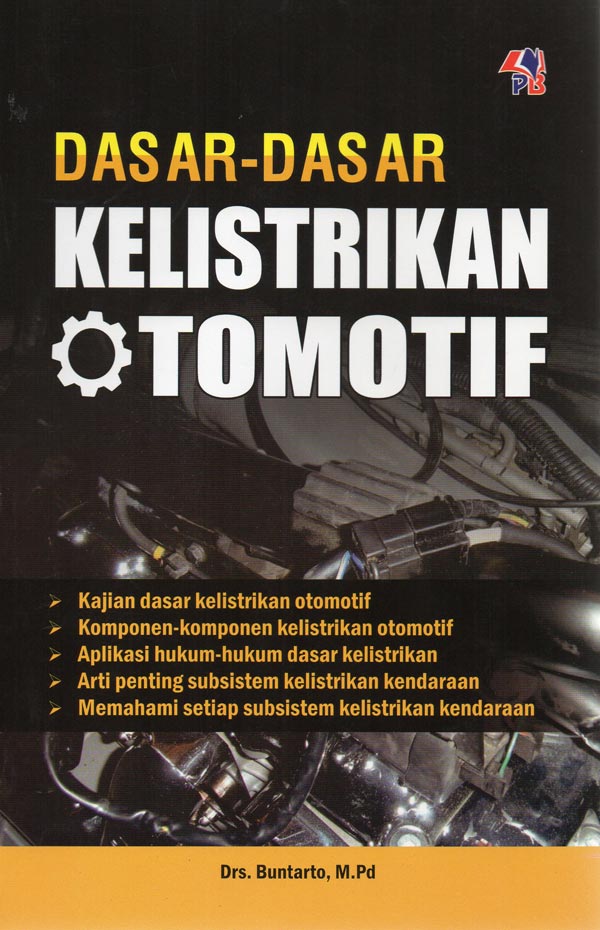 PB
DASAR-DASAR
KELISTRIKAN
OTOMOTIF
Kajian dasar kelistrikan otomotif
Komponen-komponen kelistrikan otomotif
Aplikasi hukum-hukum dasar kelistrikan
Arti penting subsistem kelistrikan kendaraan
Memahami setiap subsistem kelistrikan kendaraan
Drs. Buntarto, M.Pd